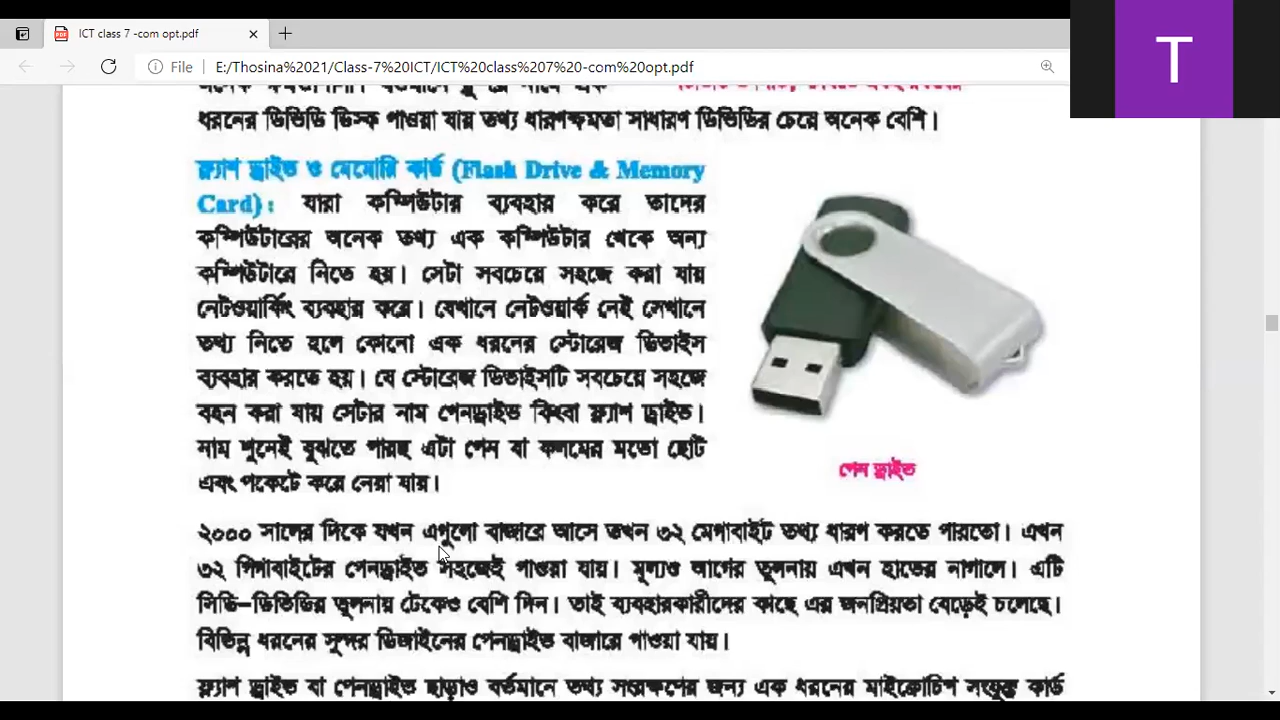 ICT class 7 -com opt.pdf
File E:/Thosina%2021/Class-7%20ICT/ICT%20class%207%20-com%20opt.pdf
T
ধরনের ডিভিডি ডিস্ক পাওয়া যায় তথ্য ধারণক্ষমতা সাধারণ ডিভিডির চেয়ে অনেক বেশি।
ফ্ল্যাশ ড্রাইভ ও মেমোরি কার্ড (Flash Drive & Memory
Card): যারা কম্পিউটার ব্যবহার করে তাদের
কম্পিউটারের অনেক তথ্য এক কম্পিউটার থেকে অন্য
কম্পিউটারে নিতে হয়। সেটা সবচেয়ে সহজে করা যায়
নেটওয়ার্কিং ব্যবহার করে। যেখানে নেটওয়ার্ক নেই সেখানে
তথ্য নিতে হলে কোনো এক ধরনের স্টোরেজ ডিভাইস
ব্যবহার করতে হয়। যে স্টোরেজ ডিভাইসটি সবচেয়ে সহজে
বহন করা যায় সেটার নাম পেনড্রাইভ কিংবা ফ্ল্যাশ ড্রাইভ।
নাম শুনেই বুঝতে পারছ এটা পেন বা কলমের মতো ছোট
এবং পকেটে করে নেয়া যায়।
পেন ড্রাইভ
২০০০ সালের দিকে যখন এগুলো বাজারে আসে তখন ৩২ মেগাবাইট তথ্য ধারণ করতে পারতো। এখন
৩২ গিগাবাইটের পেনড্রাইভ সহজেই পাওয়া যায়। মূল্যও আগের তুলনায় এখন হাতের নাগালে। এটি
সিডি-ডিভিডির তুলনায় টেকেও বেশি দিন। তাই ব্যবহারকারীদের কাছে এর জনপ্রিয়তা বেড়েই চলেছে।
বিভিন্ন ধরনের সুন্দর ডিজাইনের পেনড্রাইভ বাজারে পাওয়া যায়।
ফ্ল্যাশ ড্রাইভ বা পেনড্রাইভ ছাড়াও বর্তমানে তথ্য সংরক্ষণের জন্য এক ধরনের মাইক্রোচিপ সংযুক্ত কার্ড